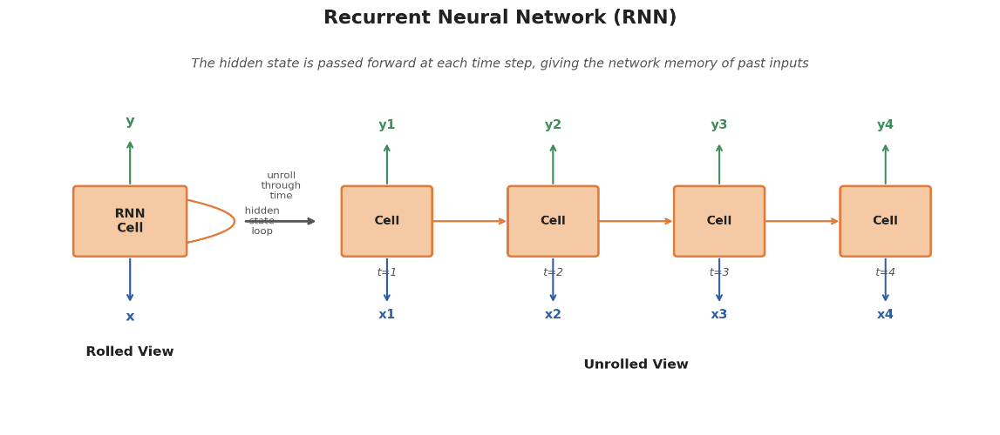 Recurrent Neural Network (RNN)
The hidden state is passed forward at each time step, giving the network memory of past inputs
y
RNN
Cell
x
Rolled View
unroll
through
time
hidden
state
loop
y1
y2
y3
y4
Cell
Cell
Cell
Cell
t=1
t=2
t=3
t=4
x1
x2
x3
x4
Unrolled View